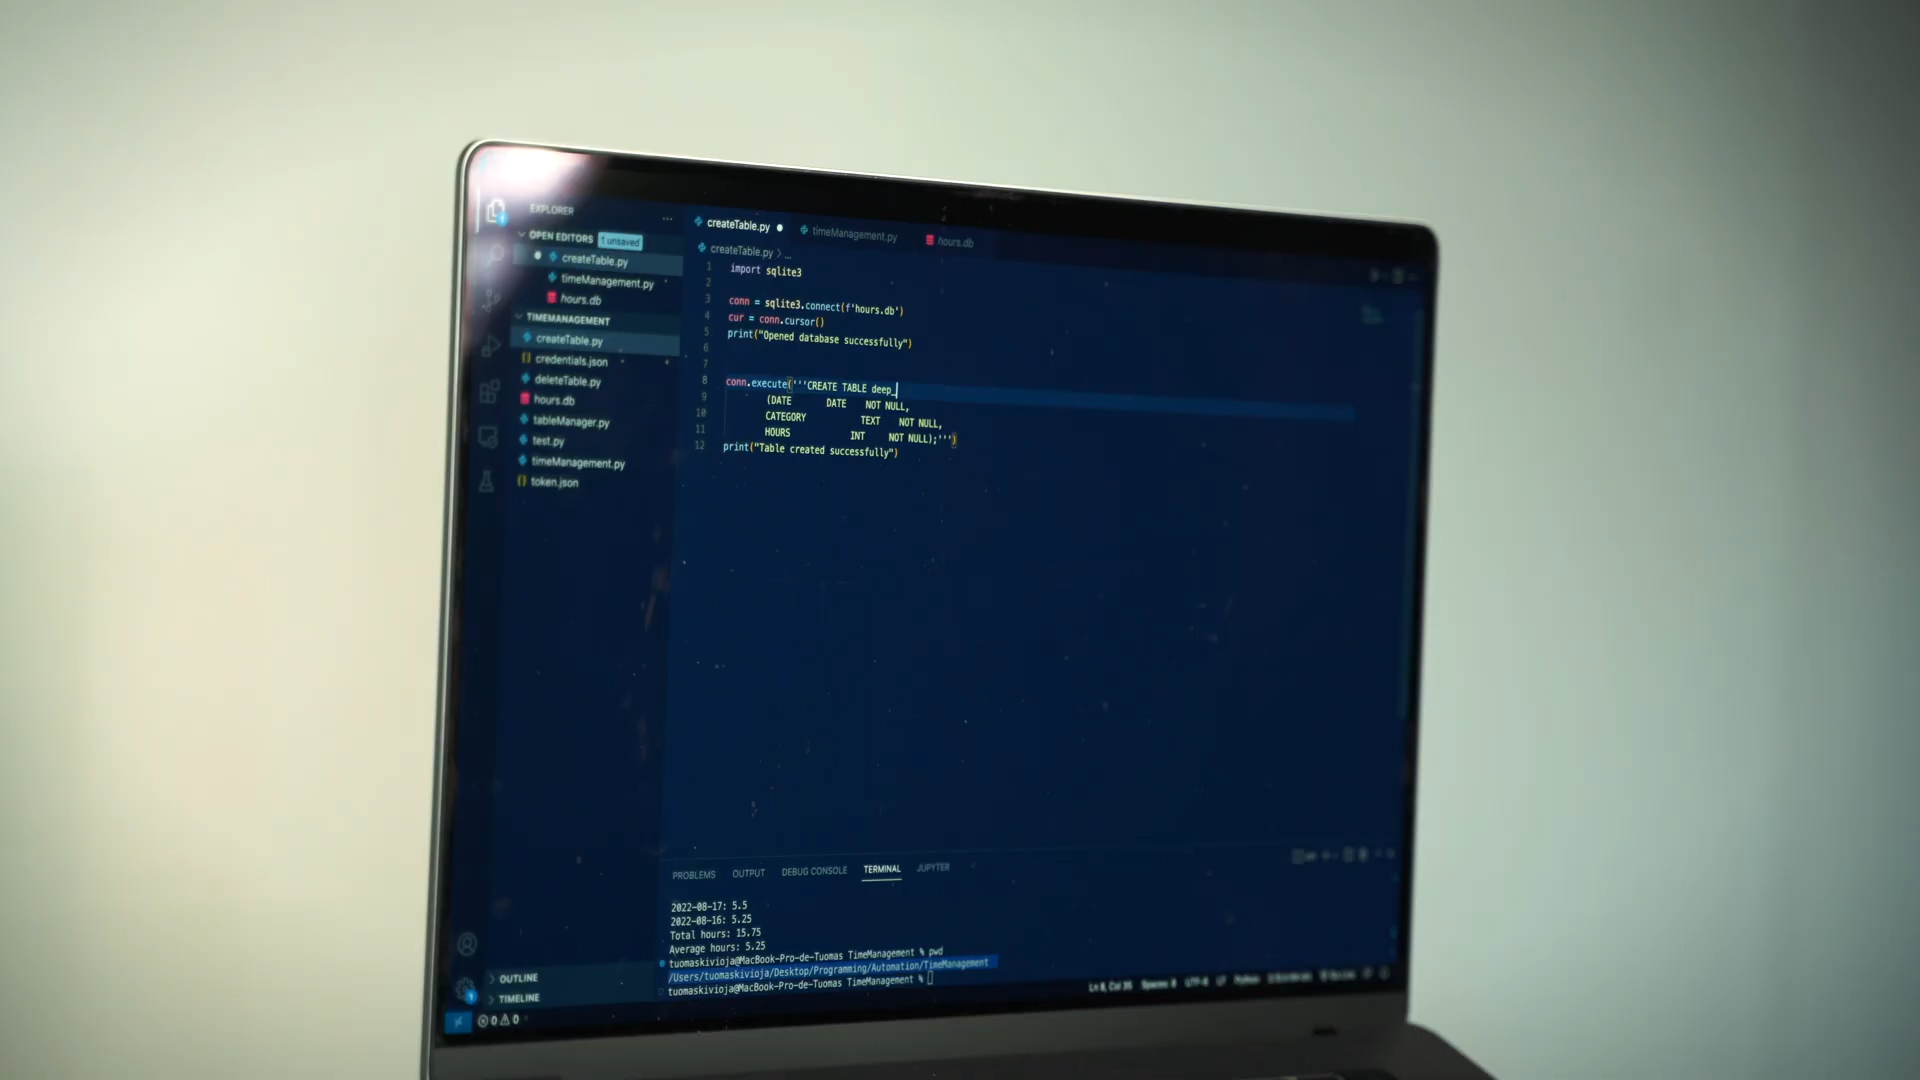 EXPLORER
OPEN EDITORS 1 unsaved
createTable.py
timeManagement.py
hours.db
TIMEMANAGEMENT
createTable.py
credentials.json
deleteTable.py
hours.db
tableManager.py
test.py
timeManagement.py
token.json
OUTLINE
TIMELINE
0 0
createTable.py timeManagement.py hours.db
createTable.py > ...
1 import sqlite3
2
3 conn = sqlite3.connect(f'hours.db')
4 cur = conn.cursor()
5 print("Opened database successfully")
6
7
8 conn.execute('''CREATE TABLE deep_
9 (DATE DATE NOT NULL,
10 CATEGORY TEXT NOT NULL,
11 HOURS INT NOT NULL);''')
12 print("Table created successfully")
PROBLEMS OUTPUT DEBUG CONSOLE TERMINAL JUPYTER
2022-08-17: 5.5
2022-08-16: 5.25
Total hours: 15.75
Average hours: 5.25
tuomaskivioja@MacBook-Pro-de-Tuomas TimeManagement % pwd
/Users/tuomaskivioja/Desktop/Programming/Automation/TimeManagement
tuomaskivioja@MacBook-Pro-de-Tuomas TimeManagement %
UTF-8 LF Python